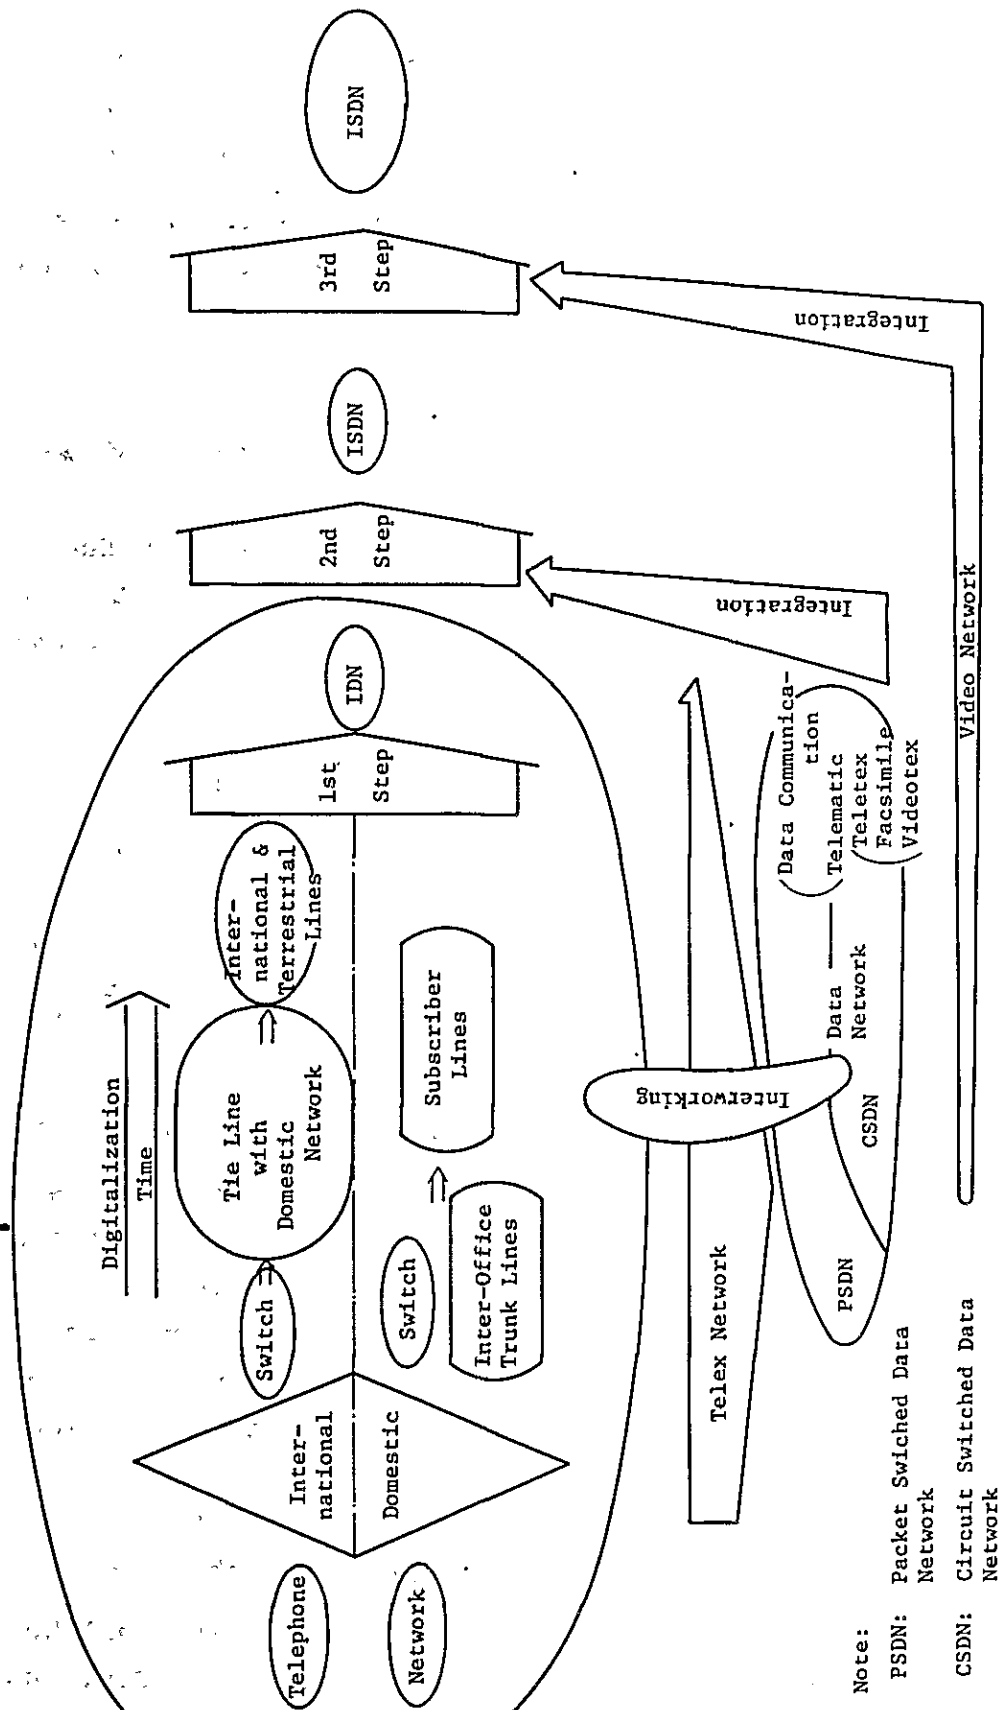 Digitalization
Time
Telephone
Network
Inter-
national
Domestic
Switch
Tie Line
with
Domestic
Network
Inter-
national &
Terrestrial
Lines
Switch
Inter-Office
Trunk Lines
Subscriber
Lines
1st
Step
IDN
2nd
Step
ISDN
3rd
Step
ISDN
Telex Network
Interworking
Integration
Integration
PSDN
CSDN
Data
Network
Data Communica-
tion
Telematic
Teletex
Facsimile
Videotex
Video Network
Note:
PSDN: Packet Swiched Data
Network
CSDN: Circuit Switched Data
Network